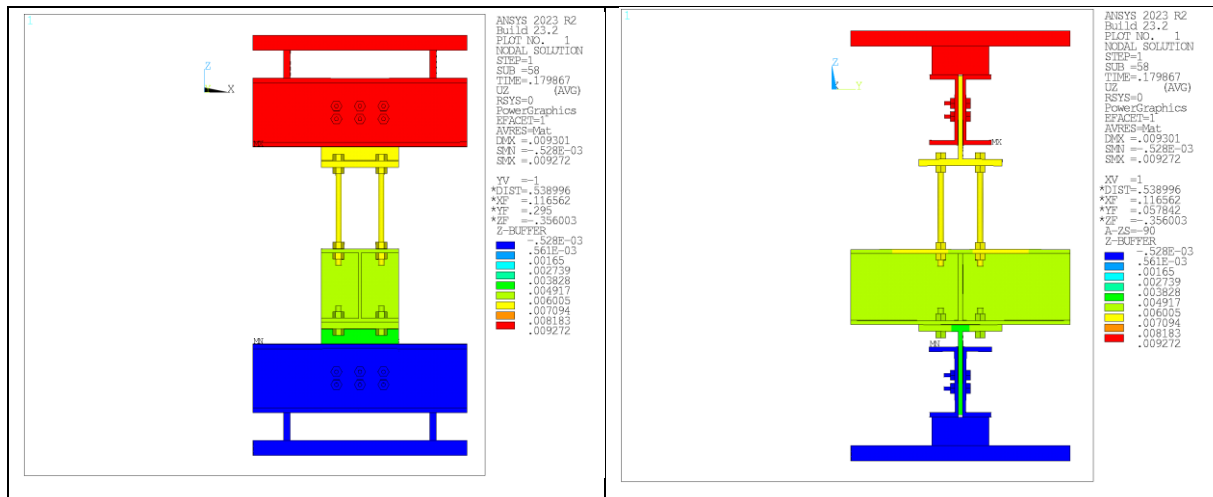 1
ANSYS 2023 R2
Build 23.2
PLOT NO. 1
NODAL SOLUTION
STEP=1
SUB =58
TIME=.179867
UZ (AVG)
RSYS=0
PowerGraphics
EFACET=1
AVRES=Mat
DMX =.009301
SMN =-.528E-03
SMX =.009272
YV =-1
*DIST=.538996
*XF =.116562
*YF =.295
*ZF =-.356003
Z-BUFFER
-.528E-03
.561E-03
.00165
.002739
.003828
.004917
.006005
.007094
.008183
.009272
Z
X
MN
1
ANSYS 2023 R2
Build 23.2
PLOT NO. 1
NODAL SOLUTION
STEP=1
SUB =58
TIME=.179867
UZ (AVG)
RSYS=0
PowerGraphics
EFACET=1
AVRES=Mat
DMX =.009301
SMN =-.528E-03
SMX =.009272
XV =1
*DIST=.538996
*XF =.116562
*YF =.057842
*ZF =-.356003
A-ZS=-90
Z-BUFFER
-.528E-03
.561E-03
.00165
.002739
.003828
.004917
.006005
.007094
.008183
.009272
Z
Y
MX
MN